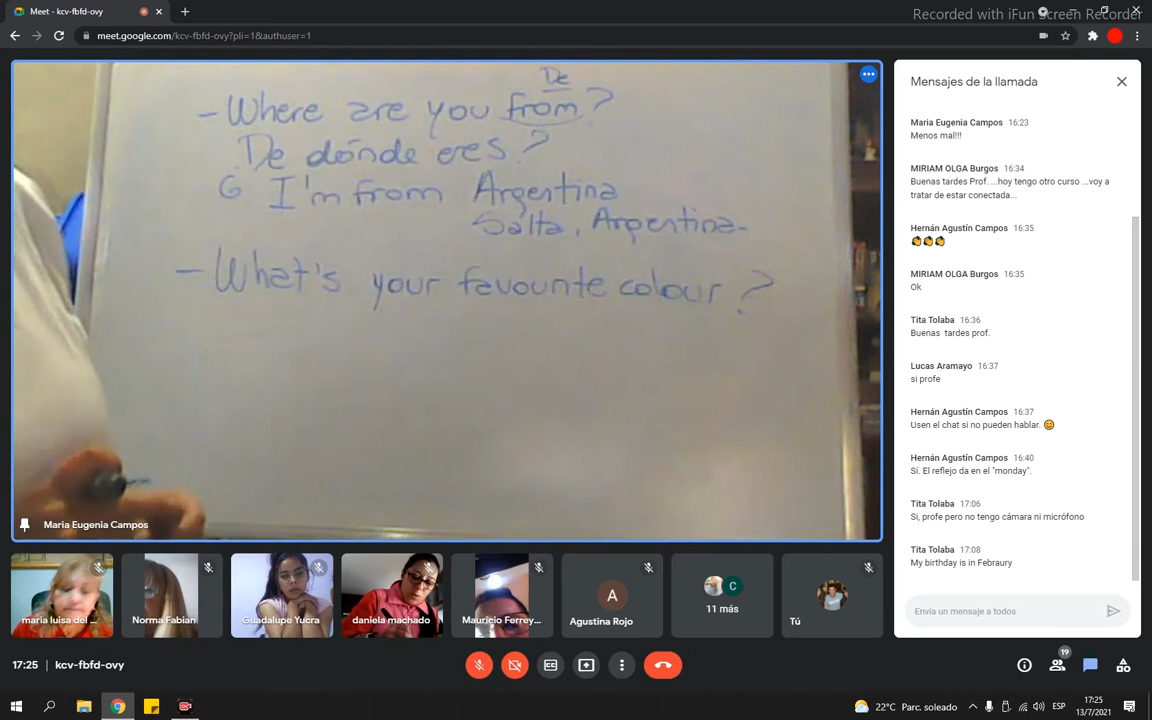 Meet - kcv-fbfd-ovy
Recorded with iFun Screen Recorder
meet.google.com/kcv-fbfd-ovy?pli=1&authuser=1
De
- Where are you from?
De dónde eres?
G I'm from Argentina
Salta, Argentina-
- What's your favourite colour?
Maria Eugenia Campos
maria luisa del ...
Norma Fabian
Guadalupe Yucra
daniela machado
Mauricio Ferrey...
A
Agustina Rojo
C
11 más
Tú
Mensajes de la llamada
Maria Eugenia Campos 16:23
Menos mal!!!
MIRIAM OLGA Burgos 16:34
Buenas tardes Prof. ...hoy tengo otro curso ...voy a
tratar de estar conectada...
Hernán Agustín Campos 16:35
👏👏👏
MIRIAM OLGA Burgos 16:35
Ok
Tita Tolaba 16:36
Buenas tardes prof.
Lucas Aramayo 16:37
si profe
Hernán Agustín Campos 16:37
Usen el chat si no pueden hablar. 😊
Hernán Agustín Campos 16:40
Sí. El reflejo da en el "monday".
Tita Tolaba 17:06
Si, profe pero no tengo cámara ni micrófono
Tita Tolaba 17:08
My birthday is in Febraury
Envía un mensaje a todos
17:25 kcv-fbfd-ovy
19
22°C Parc. soleado
ESP
17:25
13/7/2021